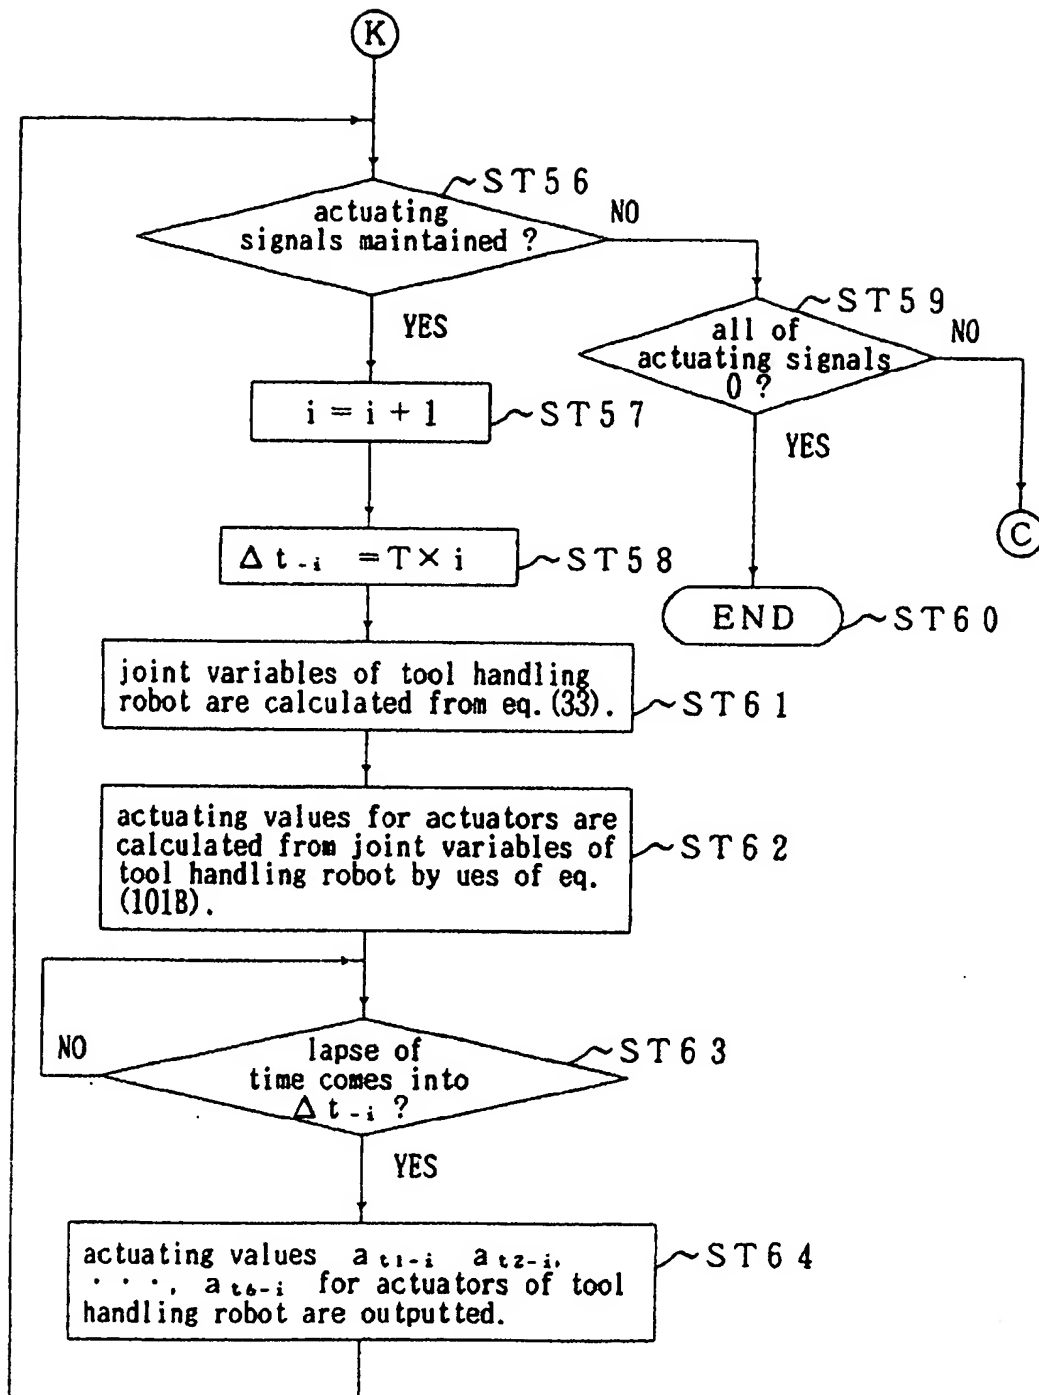 K
ST56
actuating
signals maintained ?
NO
YES
ST59
all of
actuating signals
0 ?
NO
YES
i = i + 1
ST57
C
Δ t -i = T × i
ST58
END
ST60
joint variables of tool handling
robot are calculated from eq. (33).
ST61
actuating values for actuators are
calculated from joint variables of
tool handling robot by ues of eq.
(101B).
ST62
NO
lapse of
time comes into
Δ t -i ?
ST63
YES
actuating values a t1-i a t2-i,
· · ·, a t6-i for actuators of tool
handling robot are outputted.
ST64